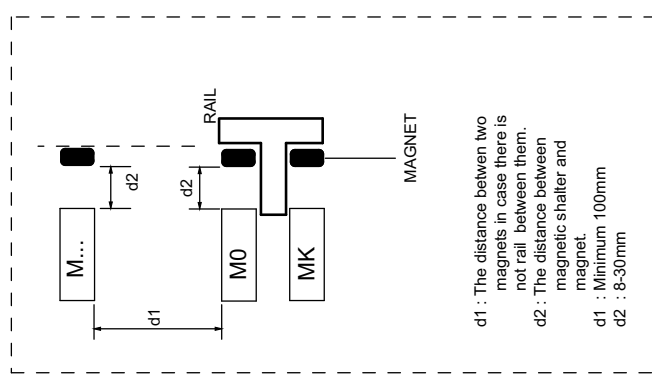 RAIL
MAGNET
d2
d2
M...
M0
MK
d1
d1 : The distance betwen two
magnets in case there is
not rail between them.
d2 : The distance between
magnetic shalter and
magnet.
d1 : Minimum 100mm
d2 : 8-30mm